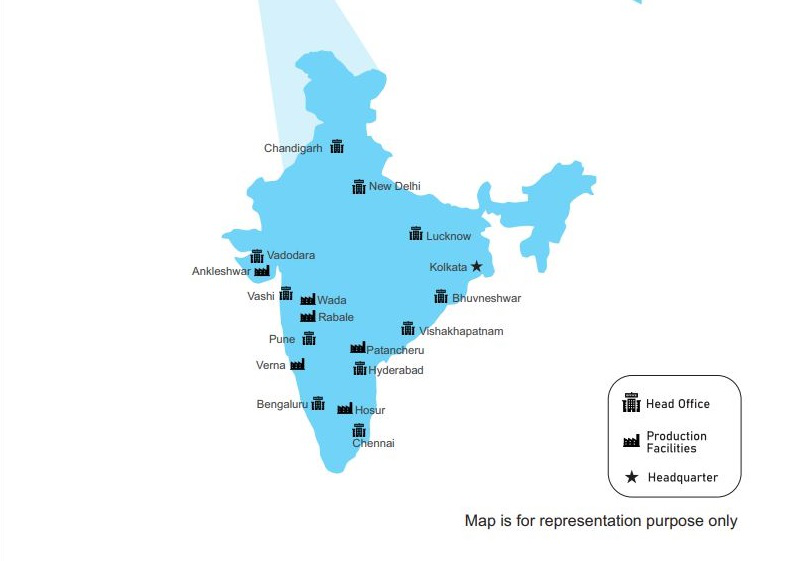 Chandigarh
New Delhi
Lucknow
Vadodara
Kolkata
Ankleshwar
Vashi
Wada
Bhuvneshwar
Rabale
Vishakhapatnam
Pune
Patancheru
Verna
Hyderabad
Bengaluru
Hosur
Chennai
Head Office
Production
Facilities
Headquarter
Map is for representation purpose only